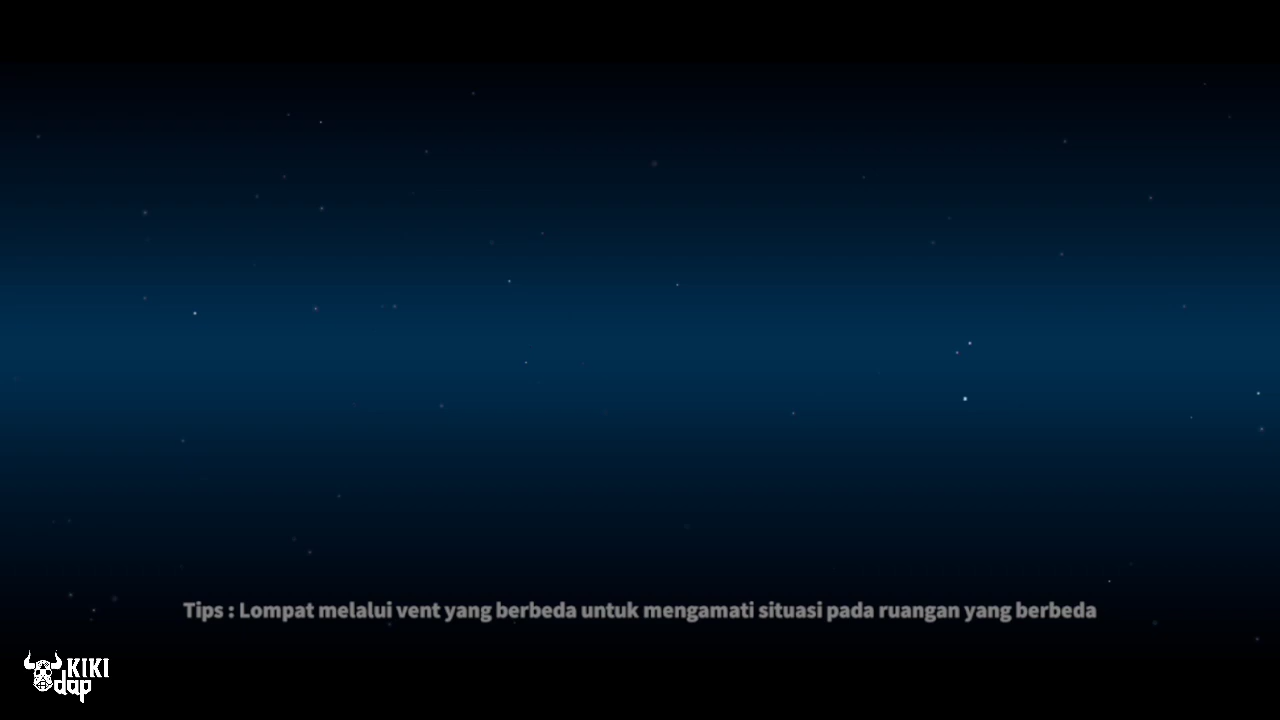 Tips : Lompat melalui vent yang berbeda untuk mengamati situasi pada ruangan yang berbeda
KIKI
dap